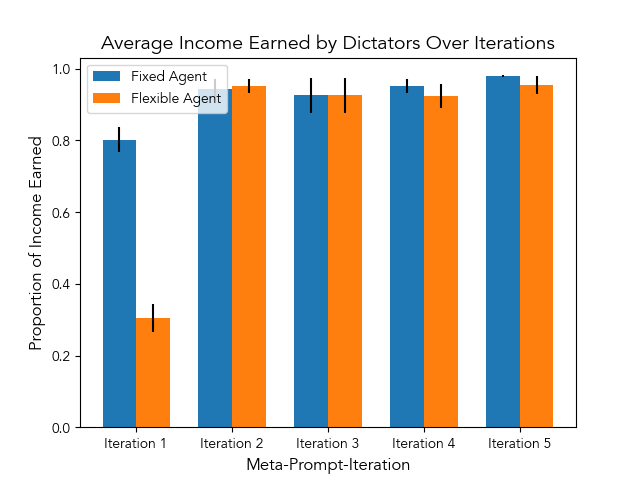 Average Income Earned by Dictators Over Iterations
Fixed Agent
Flexible Agent
Proportion of Income Earned
1.0
0.8
0.6
0.4
0.2
0.0
Iteration 1 Iteration 2 Iteration 3 Iteration 4 Iteration 5
Meta-Prompt-Iteration